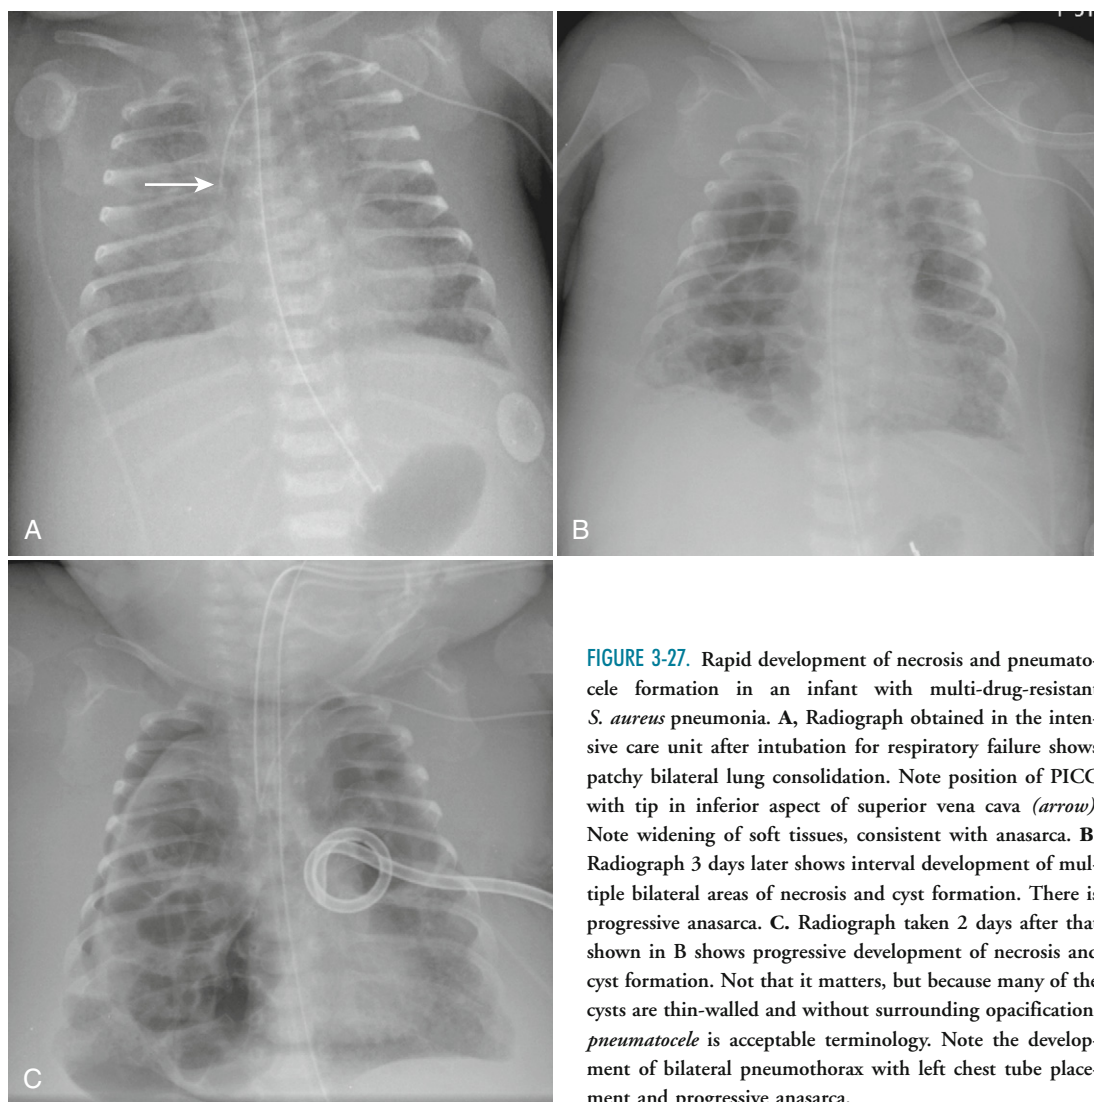 A
B
C
FIGURE 3-27. Rapid development of necrosis and pneumato-
cele formation in an infant with multi-drug-resistant
S. aureus pneumonia. A, Radiograph obtained in the inten-
sive care unit after intubation for respiratory failure shows
patchy bilateral lung consolidation. Note position of PICC
with tip in inferior aspect of superior vena cava (arrow)
Note widening of soft tissues, consistent with anasarca. B
Radiograph 3 days later shows interval development of mul-
tiple bilateral areas of necrosis and cyst formation. There is
progressive anasarca. C. Radiograph taken 2 days after that
shown in B shows progressive development of necrosis and
cyst formation. Not that it matters, but because many of the
cysts are thin-walled and without surrounding opacification
pneumatocele is acceptable terminology. Note the develop-
ment of bilateral pneumothorax with left chest tube place-
ment and progressive anasarca.